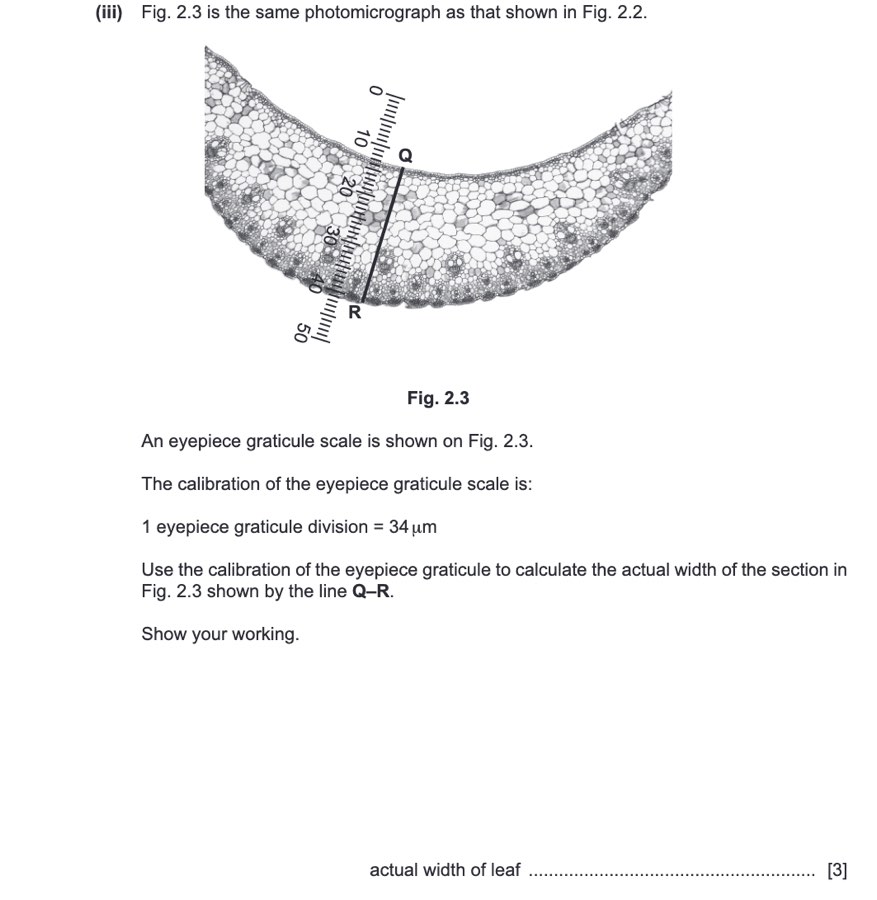 (iii) Fig. 2.3 is the same photomicrograph as that shown in Fig. 2.2.
0
10
Q
20
30
40
R
50
Fig. 2.3
An eyepiece graticule scale is shown on Fig. 2.3.
The calibration of the eyepiece graticule scale is:
1 eyepiece graticule division = 34 µm
Use the calibration of the eyepiece graticule to calculate the actual width of the section in
Fig. 2.3 shown by the line Q–R.
Show your working.
actual width of leaf ......................................................... [3]